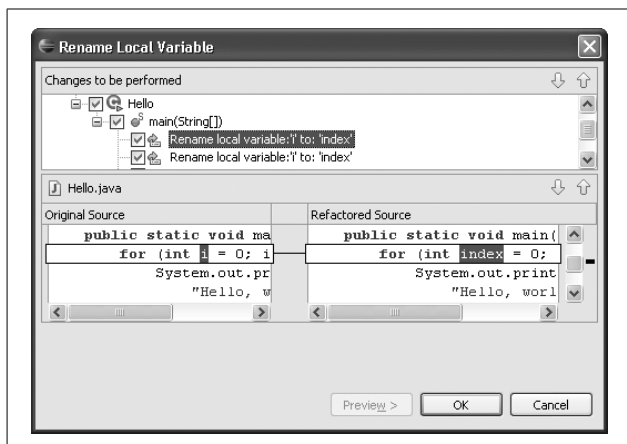 Rename Local Variable
Changes to be performed
Hello
main(String[])
Rename local variable:'i' to: 'index'
Rename local variable:'i' to: 'index'
Hello.java
Original Source
Refactored Source
public static void ma
for (int i = 0; i
System.out.pr
"Hello, w
public static void main(
for (int index = 0;
System.out.print
"Hello, worl
Preview >
OK
Cancel